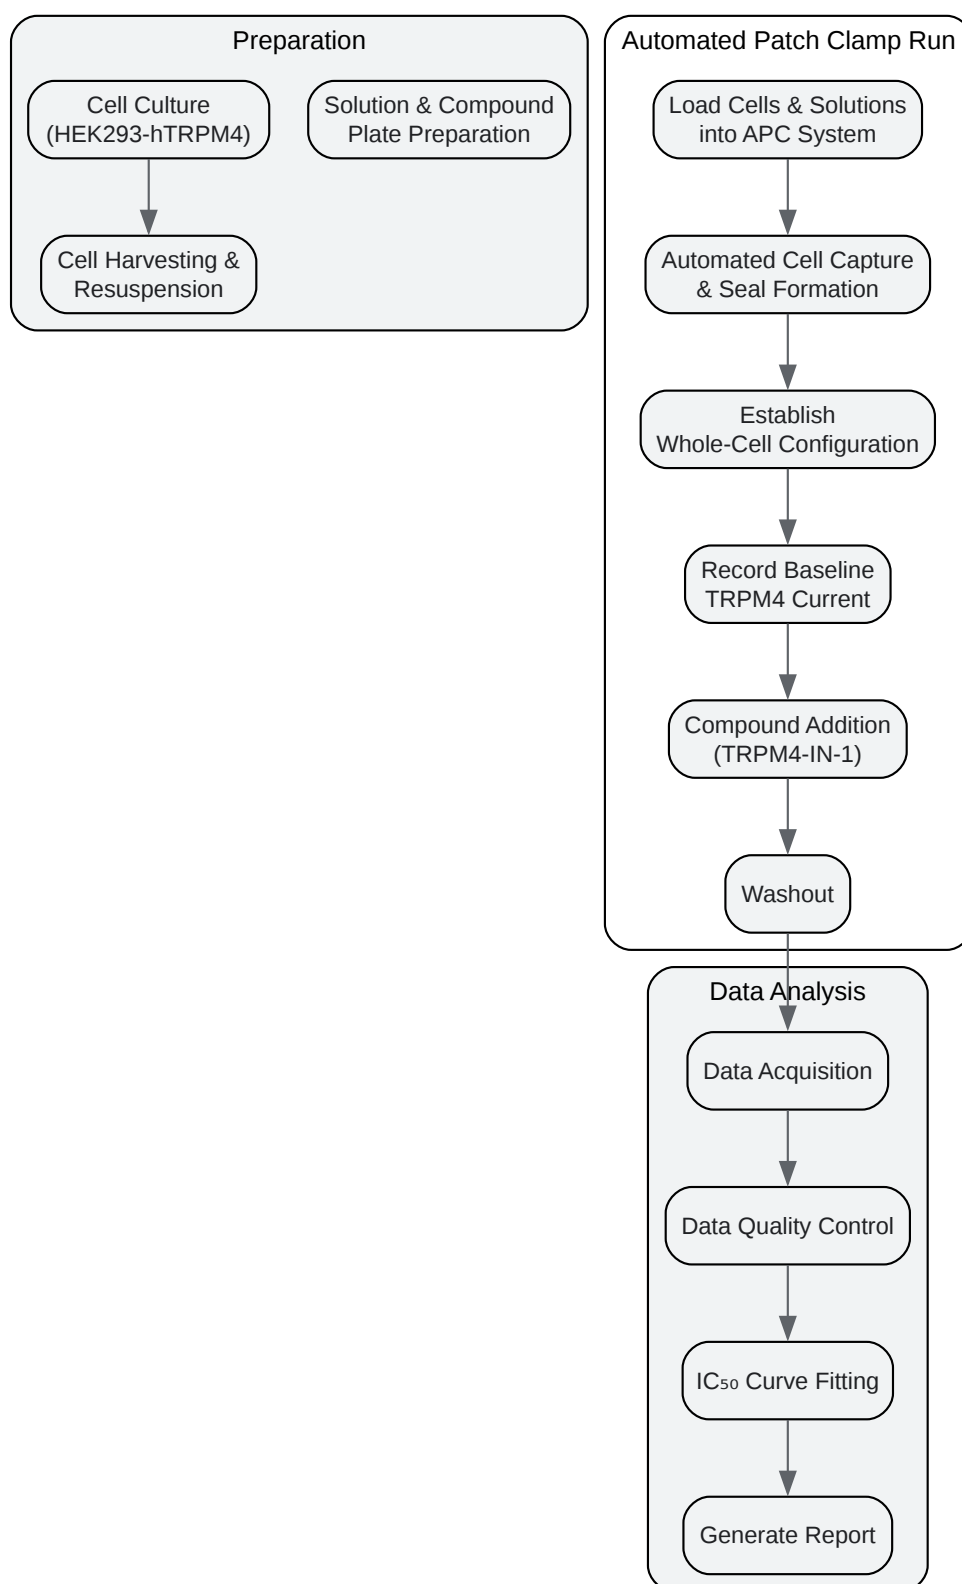 Preparation
Cell Culture
(HEK293-hTRPM4)
Solution & Compound
Plate Preparation
Cell Harvesting &
Resuspension
Automated Patch Clamp Run
Load Cells & Solutions
into APC System
Automated Cell Capture
& Seal Formation
Establish
Whole-Cell Configuration
Record Baseline
TRPM4 Current
Compound Addition
(TRPM4-IN-1)
Washout
Data Analysis
Data Acquisition
Data Quality Control
IC₅₀ Curve Fitting
Generate Report